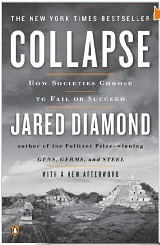 THE NEW YORK TIMES BESTSELLER
COLLAPSE
HOW SOCIETIES CHOOSE
TO FAIL OR SUCCEED
JARED DIAMOND
author of the Pulitzer Prize-winning
GUNS, GERMS, and STEEL
WITH A NEW AFTERWORD